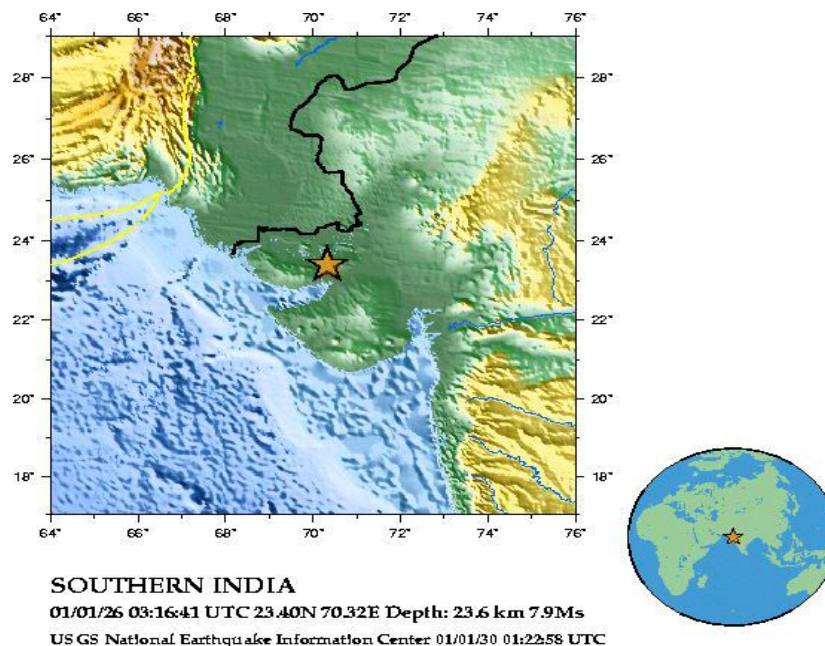 64° 66° 68° 70° 72° 74° 76°
28° 28°
26° 26°
24° 24°
22° 22°
20° 20°
18° 18°
64° 66° 68° 70° 72° 74° 76°
SOUTHERN INDIA
01/01/26 03:16:41 UTC 23.40N 70.32E Depth: 23.6 km 7.9Ms
US GS National Earthquake Information Center 01/01/30 01:22:58 UTC